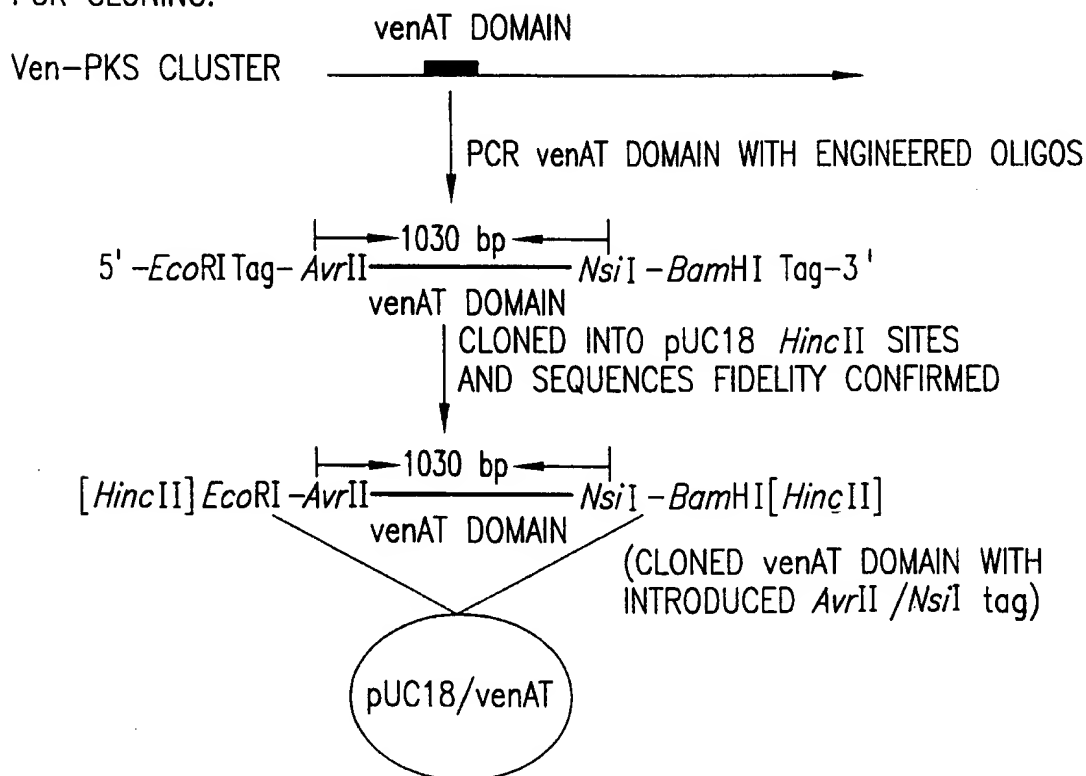 venAT DOMAIN
Ven-PKS CLUSTER
PCR venAT DOMAIN WITH ENGINEERED OLIGOS
1030 bp
5' -EcoRI Tag- AvrII NsiI -BamHI Tag-3'
venAT DOMAIN
CLONED INTO pUC18 HincII SITES
AND SEQUENCES FIDELITY CONFIRMED
1030 bp
[HincII] EcoRI -AvrII NsiI -BamHI[HincII]
venAT DOMAIN
(CLONED venAT DOMAIN WITH
INTRODUCED AvrII /NsiI tag)
pUC18/venAT